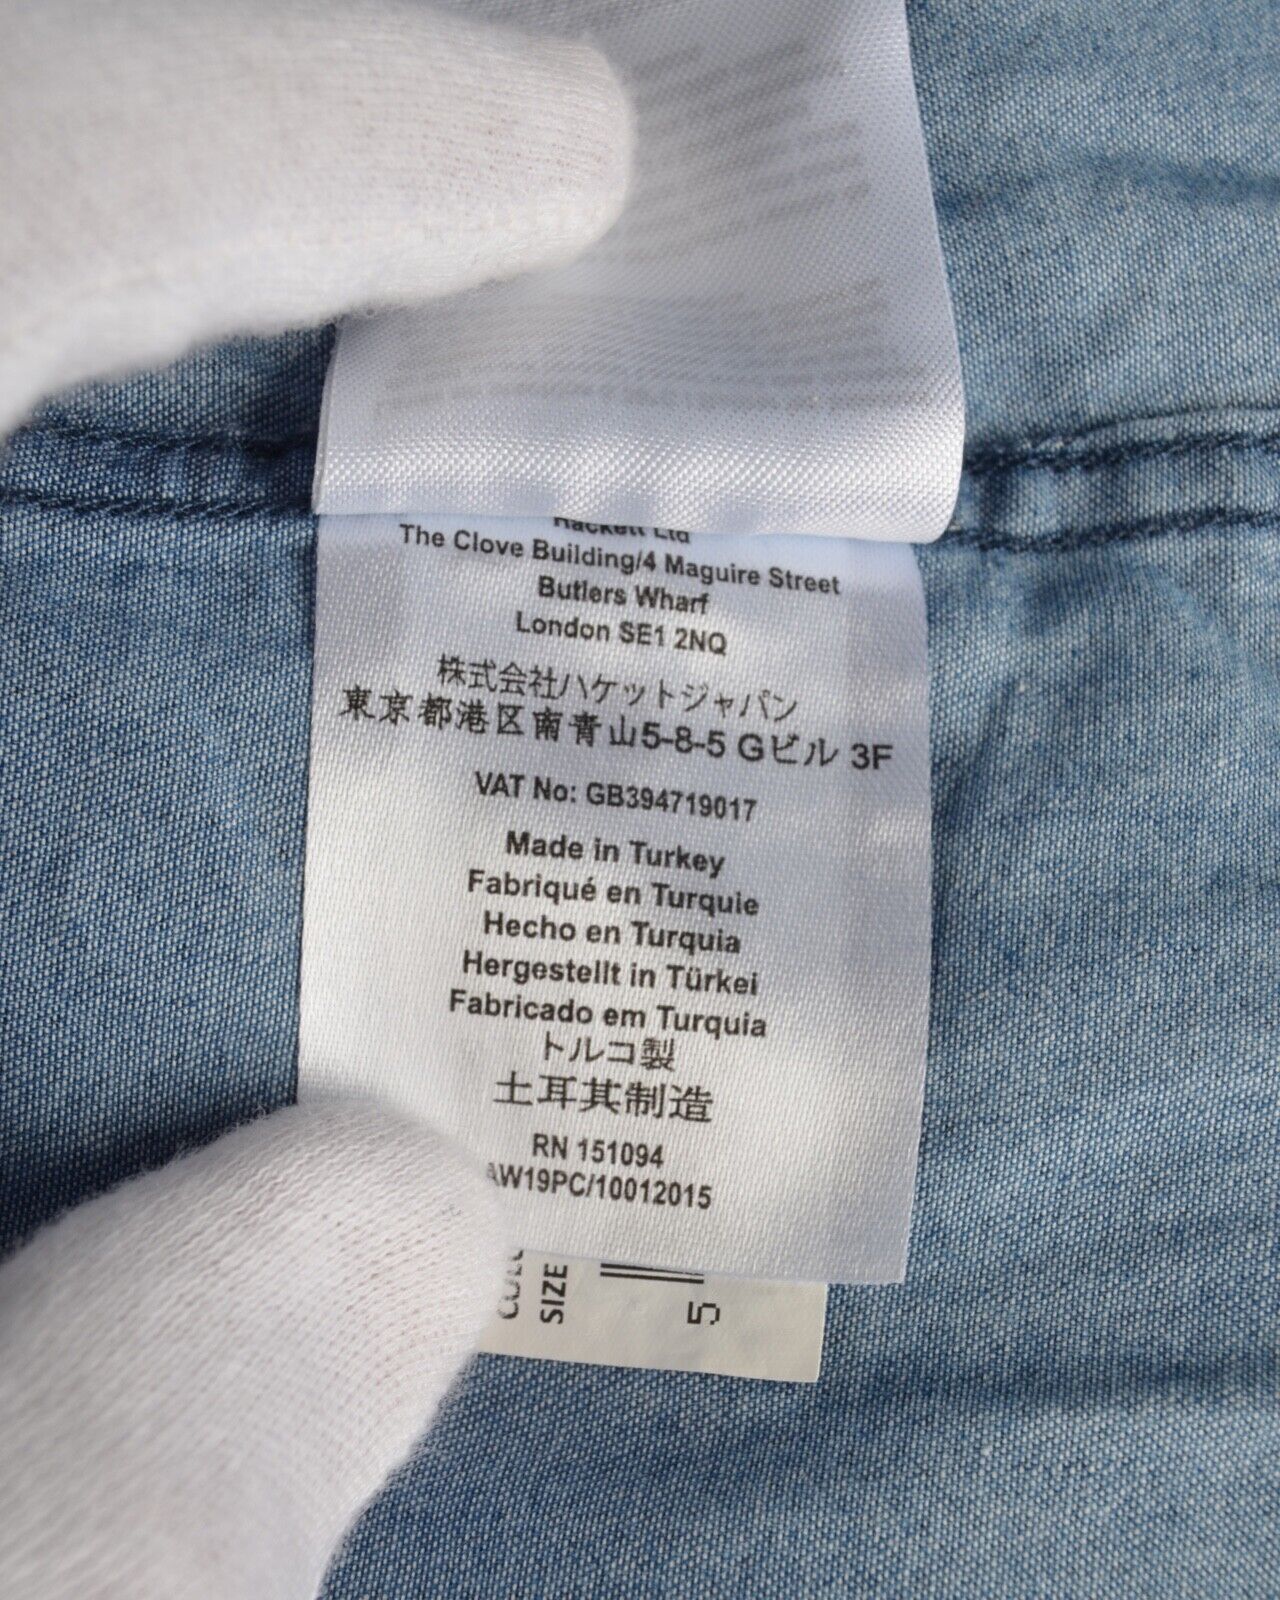 Hackett Ltd
The Clove Building/4 Maguire Street
Butlers Wharf
London SE1 2NQ
株式会社ハケットジャパン
東京都港区南青山5-8-5 Gビル 3F
VAT No: GB394719017
Made in Turkey
Fabriqué en Turquie
Hecho en Turquia
Hergestellt in Türkei
Fabricado em Turquia
トルコ製
土耳其制造
RN 151094
AW19PC/10012015
SIZE
5